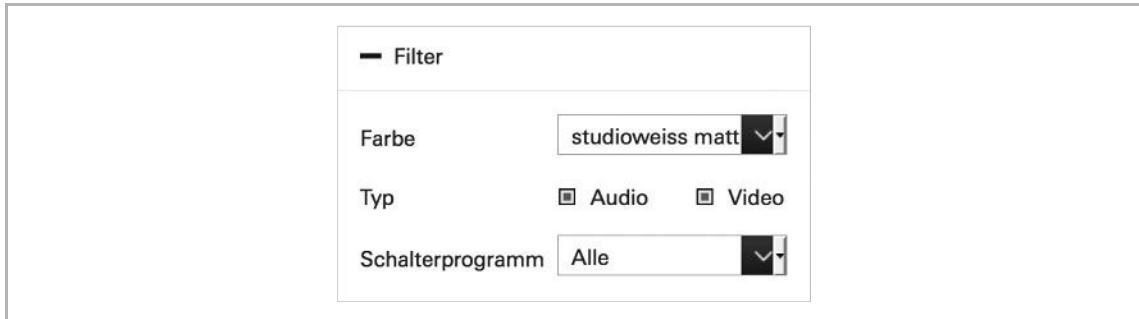 Filter
Farbe studioweiss matt
Typ Audio Video
Schalterprogramm Alle